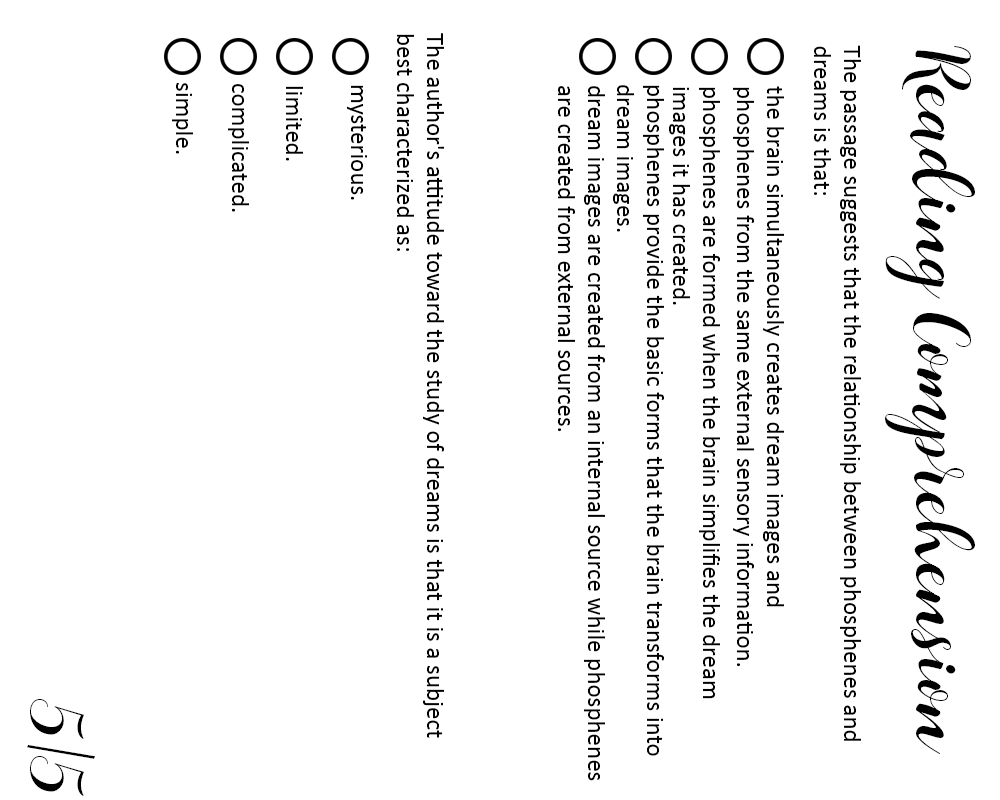 Reading Comprehension
The passage suggests that the relationship between phosphenes and
dreams is that:
the brain simultaneously creates dream images and
phosphenes from the same external sensory information.
phosphenes are formed when the brain simplifies the dream
images it has created.
phosphenes provide the basic forms that the brain transforms into
dream images.
dream images are created from an internal source while phosphenes
are created from external sources.
The author's attitude toward the study of dreams is that it is a subject
best characterized as:
mysterious.
limited.
complicated.
simple.
5/5